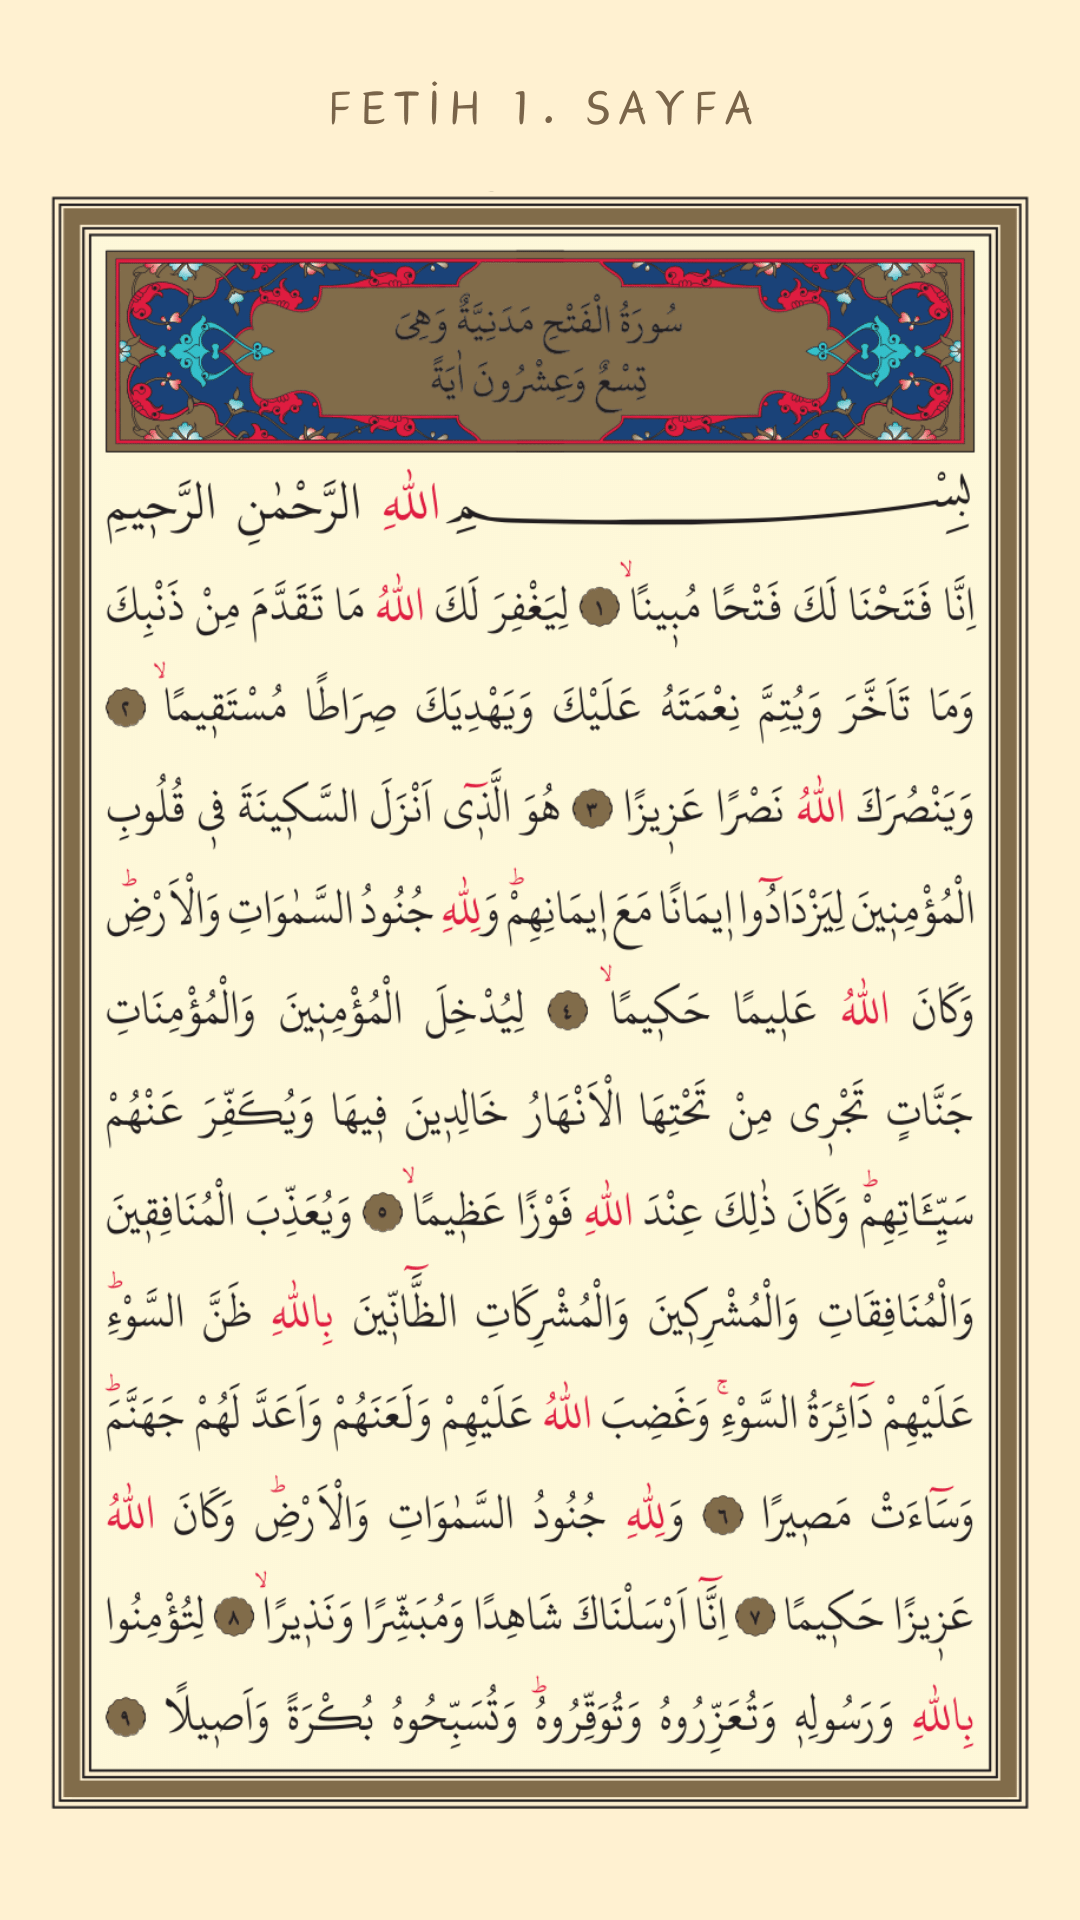 FETİH 1. SAYFA
سُورَةُ الْفَتْحِ مَدَنِيَّةٌ وَهِىَ
تِسْعٌ وَعِشْرُونَ اٰيَةً
بِسْمِ اللّٰهِ الرَّحْمٰنِ الرَّحٖيمِ
اِنَّا فَتَحْنَا لَكَ فَتْحًا مُبٖينًاۙ ١ لِيَغْفِرَ لَكَ اللّٰهُ مَا تَقَدَّمَ مِنْ ذَنْبِكَ
وَمَا تَاَخَّرَ وَيُتِمَّ نِعْمَتَهُ عَلَيْكَ وَيَهْدِيَكَ صِرَاطًا مُسْتَقٖيمًاۙ ٢
وَيَنْصُرَكَ اللّٰهُ نَصْرًا عَزٖيزًا ٣ هُوَ الَّذٖٓى اَنْزَلَ السَّكٖينَةَ فٖى قُلُوبِ
الْمُؤْمِنٖينَ لِيَزْدَادُٓوا اٖيمَانًا مَعَ اٖيمَانِهِمْؕ وَلِلّٰهِ جُنُودُ السَّمٰوَاتِ وَالْاَرْضِؕ
وَكَانَ اللّٰهُ عَلٖيمًا حَكٖيمًاۙ ٤ لِيُدْخِلَ الْمُؤْمِنٖينَ وَالْمُؤْمِنَاتِ
جَنَّاتٍ تَجْرٖى مِنْ تَحْتِهَا الْاَنْهَارُ خَالِدٖينَ فٖيهَا وَيُكَفِّرَ عَنْهُمْ
سَيِّـَٔاتِهِمْؕ وَكَانَ ذٰلِكَ عِنْدَ اللّٰهِ فَوْزًا عَظٖيمًاۙ ٥ وَيُعَذِّبَ الْمُنَافِقٖينَ
وَالْمُنَافِقَاتِ وَالْمُشْرِكٖينَ وَالْمُشْرِكَاتِ الظَّٓانّٖينَ بِاللّٰهِ ظَنَّ السَّوْءِؕ
عَلَيْهِمْ دَٓائِرَةُ السَّوْءِۚ وَغَضِبَ اللّٰهُ عَلَيْهِمْ وَلَعَنَهُمْ وَاَعَدَّ لَهُمْ جَهَنَّمَؕ
وَسَٓاءَتْ مَصٖيرًا ٦ وَلِلّٰهِ جُنُودُ السَّمٰوَاتِ وَالْاَرْضِؕ وَكَانَ اللّٰهُ
عَزٖيزًا حَكٖيمًا ٧ اِنَّٓا اَرْسَلْنَاكَ شَاهِدًا وَمُبَشِّرًا وَنَذٖيرًاۙ ٨ لِتُؤْمِنُوا
بِاللّٰهِ وَرَسُولِهٖ وَتُعَزِّرُوهُ وَتُوَقِّرُوهُؕ وَتُسَبِّحُوهُ بُكْرَةً وَاَصٖيلًا ٩